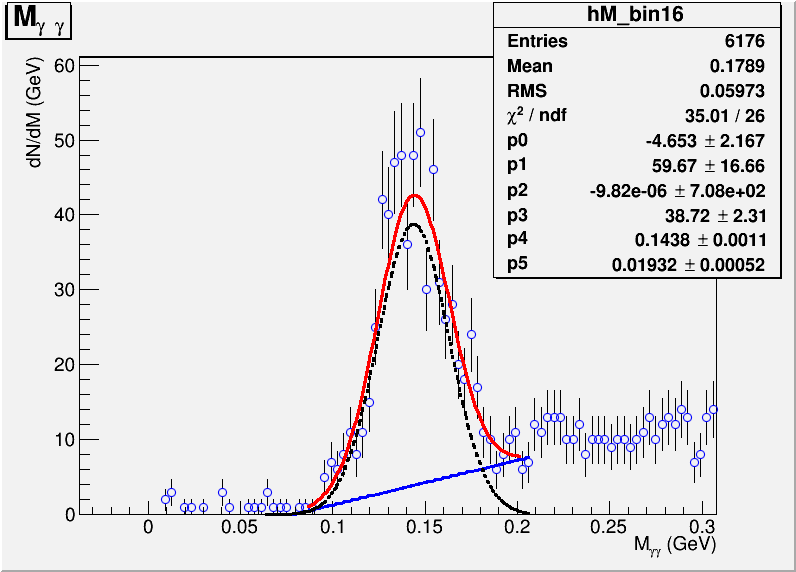 Mγ γ
hM_bin16
Entries 6176
Mean 0.1789
RMS 0.05973
χ² / ndf 35.01 / 26
p0 -4.653 ± 2.167
p1 59.67 ± 16.66
p2 -9.82e-06 ± 7.08e+02
p3 38.72 ± 2.31
p4 0.1438 ± 0.0011
p5 0.01932 ± 0.00052
dN/dM (GeV)
60
50
40
30
20
10
0
0 0.05 0.1 0.15 0.2 0.25 0.3
Mγγ (GeV)